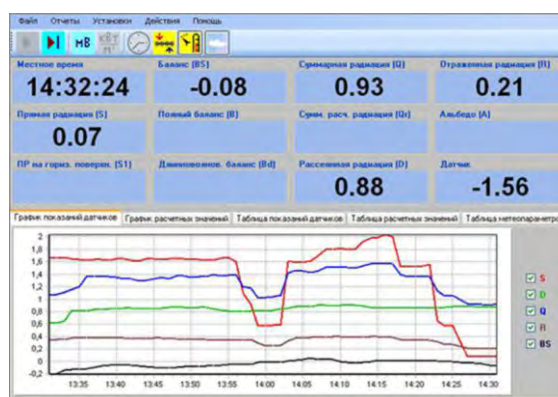 Файл Отчеты Установки Действия Помощь
мВ кВт м²
Местное время Баланс (BS) Суммарная радиация (Q) Отраженная радиация (R)
14:32:24 -0.08 0.93 0.21
Прямая радиация (S) Полный баланс (B) Сумм. расч. радиация (Qr) Альбедо (A)
0.07
ПР на гориз. поверхн. (S1) Длинноволнов. баланс (Bd) Рассеянная радиация (D) Датчик
0.88 -1.56
График показаний датчиков График расчетных значений Таблица показаний датчиков Таблица расчетных значений Таблица метеопараметро
2
1,8
1,6
1,4
1,2
1
0,8
0,6
0,4
0,2
0
-0,2
13:35 13:40 13:45 13:50 13:55 14:00 14:05 14:10 14:15 14:20 14:25 14:30
S
D
Q
R
BS